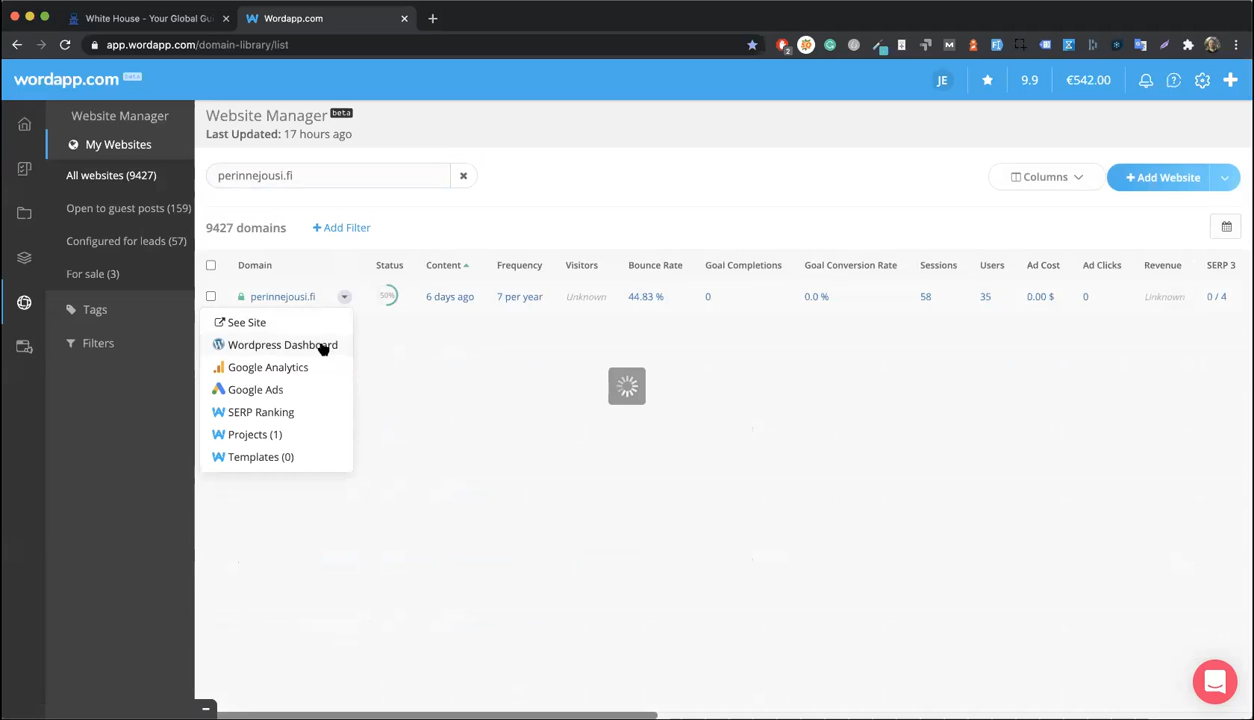 White House - Your Global Gui
Wordapp.com
app.wordapp.com/domain-library/list
2
wordapp.com beta
JE
9.9
€542.00
Website Manager
My Websites
All websites (9427)
Open to guest posts (159)
Configured for leads (57)
For sale (3)
Tags
Filters
Website Manager beta
Last Updated: 17 hours ago
perinnejousi.fi
Columns
+ Add Website
9427 domains
+ Add Filter
Domain Status Content Frequency Visitors Bounce Rate Goal Completions Goal Conversion Rate Sessions Users Ad Cost Ad Clicks Revenue SERP 3
perinnejousi.fi 50% 6 days ago 7 per year Unknown 44.83 % 0 0.0 % 58 35 0.00 $ 0 Unknown 0 / 4
See Site
Wordpress Dashboard
Google Analytics
Google Ads
SERP Ranking
Projects (1)
Templates (0)